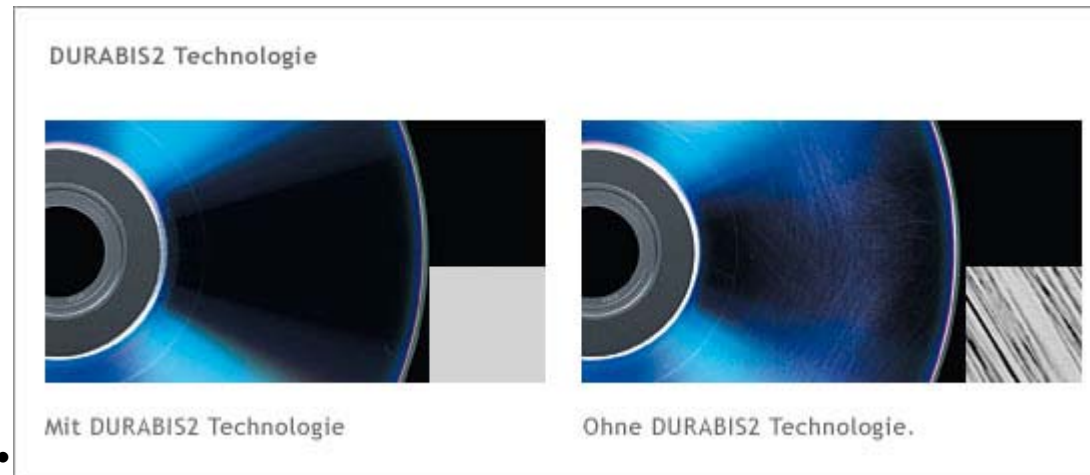 DURABIS2 Technologie
Mit DURABIS2 Technologie
Ohne DURABIS2 Technologie.